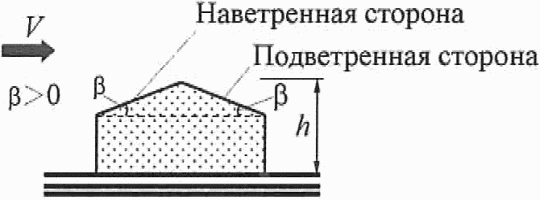 Наветренная сторона
V
Подветренная сторона
β>0
β
β
h